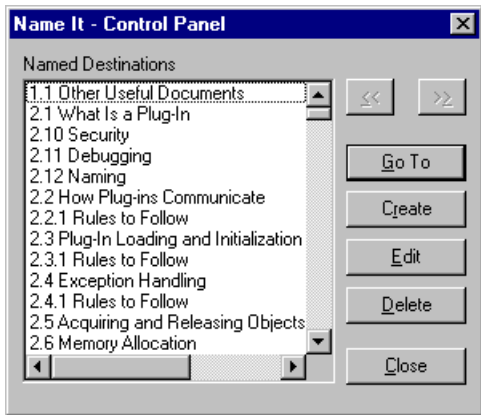 Name It - Control Panel
Named Destinations
1.1 Other Useful Documents
2.1 What Is a Plug-In
2.10 Security
2.11 Debugging
2.12 Naming
2.2 How Plug-ins Communicate
2.2.1 Rules to Follow
2.3 Plug-In Loading and Initialization
2.3.1 Rules to Follow
2.4 Exception Handling
2.4.1 Rules to Follow
2.5 Acquiring and Releasing Objects
2.6 Memory Allocation
<< >>
Go To
Create
Edit
Delete
Close